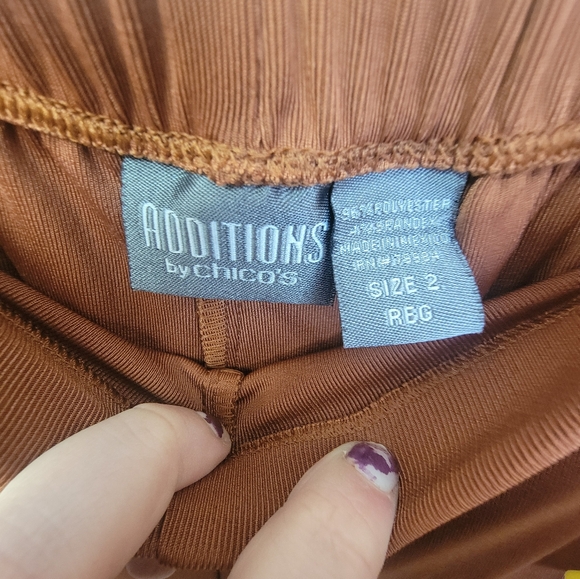 ADDITIONS
by CHICO'S
96% POLYESTER
4% SPANDEX
MADE IN MEXICO
SIZE 2
REG